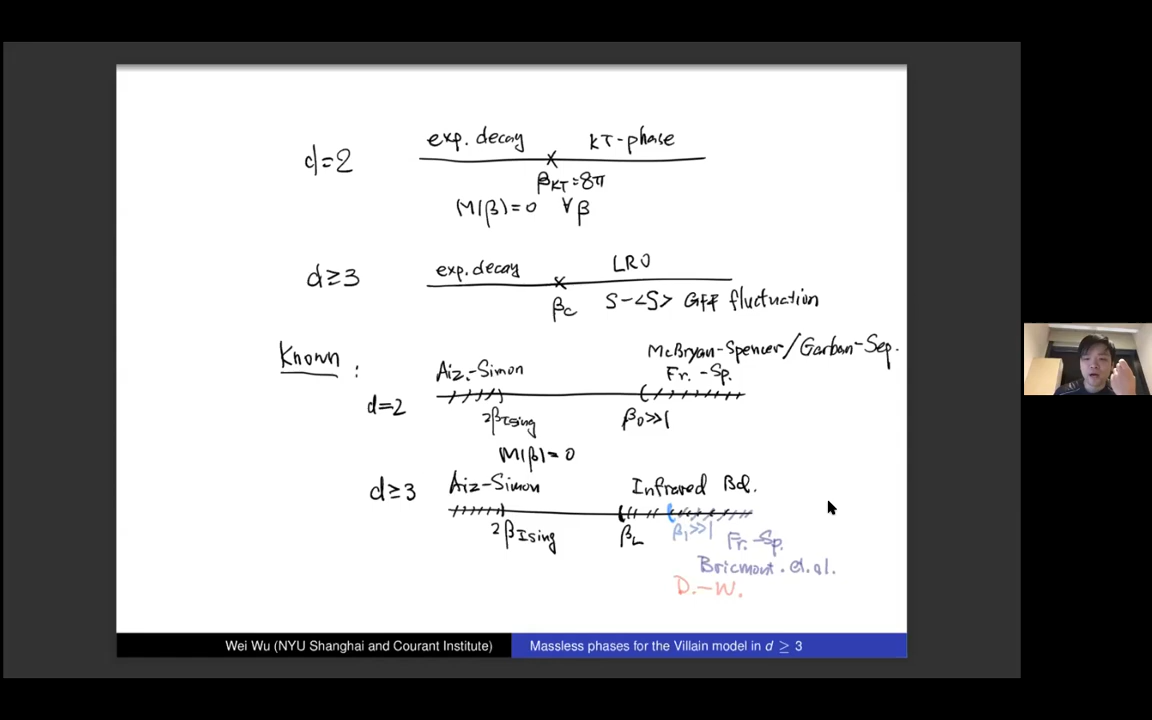 d=2 exp. decay KT-phase
β_KT = 8π
M(β) = 0 ∀ β
d≥3 exp. decay LRO
β_C S-<S> GFF fluctuation
Known : McBryan-Spencer/Garban-Sep.
Aiz.-Simon Fr.-Sp.
d=2
2β_Ising β_0>>1
M(β) = 0
d≥3 Aiz-Simon Infrared Bd.
2β_Ising β_L β_1>>1 Fr.-Sp.
Bricmont. et. al.
D.-W.
Wei Wu (NYU Shanghai and Courant Institute) Massless phases for the Villain model in d ≥ 3